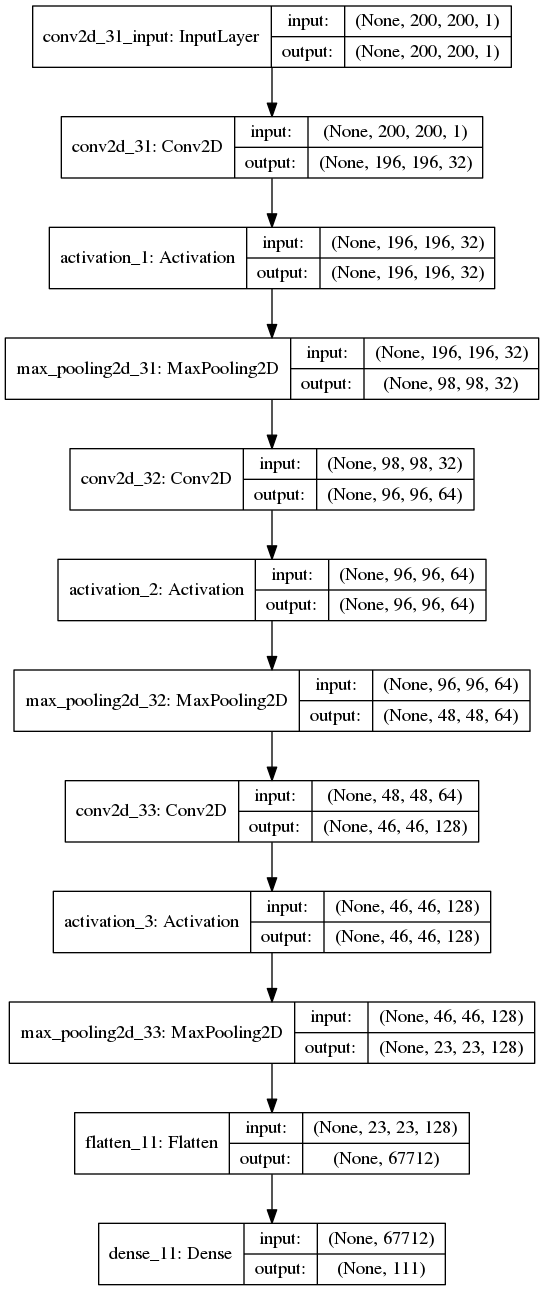 conv2d_31_input: InputLayer
input: (None, 200, 200, 1)
output: (None, 200, 200, 1)
conv2d_31: Conv2D
input: (None, 200, 200, 1)
output: (None, 196, 196, 32)
activation_1: Activation
input: (None, 196, 196, 32)
output: (None, 196, 196, 32)
max_pooling2d_31: MaxPooling2D
input: (None, 196, 196, 32)
output: (None, 98, 98, 32)
conv2d_32: Conv2D
input: (None, 98, 98, 32)
output: (None, 96, 96, 64)
activation_2: Activation
input: (None, 96, 96, 64)
output: (None, 96, 96, 64)
max_pooling2d_32: MaxPooling2D
input: (None, 96, 96, 64)
output: (None, 48, 48, 64)
conv2d_33: Conv2D
input: (None, 48, 48, 64)
output: (None, 46, 46, 128)
activation_3: Activation
input: (None, 46, 46, 128)
output: (None, 46, 46, 128)
max_pooling2d_33: MaxPooling2D
input: (None, 46, 46, 128)
output: (None, 23, 23, 128)
flatten_11: Flatten
input: (None, 23, 23, 128)
output: (None, 67712)
dense_11: Dense
input: (None, 67712)
output: (None, 111)